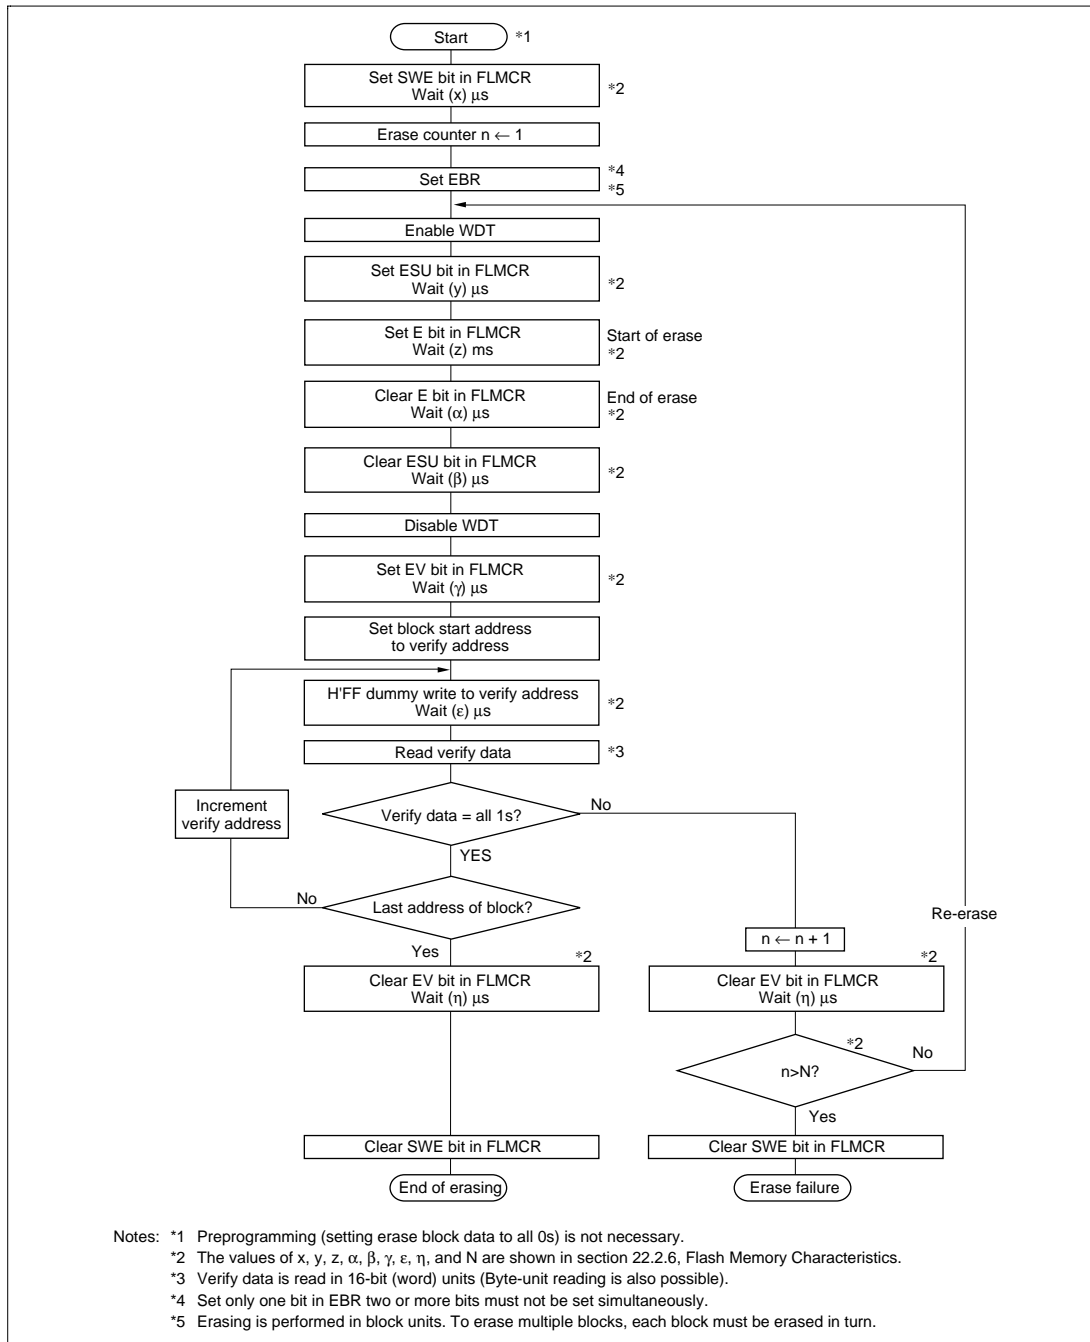 Start *1
Set SWE bit in FLMCR
Wait (x) μs
*2
Erase counter n ← 1
Set EBR
*4
*5
Enable WDT
Set ESU bit in FLMCR
Wait (y) μs
*2
Set E bit in FLMCR
Wait (z) ms
Start of erase
*2
Clear E bit in FLMCR
Wait (α) μs
End of erase
*2
Clear ESU bit in FLMCR
Wait (β) μs
*2
Disable WDT
Set EV bit in FLMCR
Wait (γ) μs
*2
Set block start address
to verify address
H'FF dummy write to verify address
Wait (ε) μs
*2
Read verify data *3
Increment
verify address
Verify data = all 1s?
No
YES
No
Last address of block?
Re-erase
Yes
*2
n ← n + 1
*2
Clear EV bit in FLMCR
Wait (η) μs
Clear EV bit in FLMCR
Wait (η) μs
*2
n>N?
No
Yes
Clear SWE bit in FLMCR
Clear SWE bit in FLMCR
End of erasing
Erase failure
Notes: *1 Preprogramming (setting erase block data to all 0s) is not necessary.
*2 The values of x, y, z, α, β, γ, ε, η, and N are shown in section 22.2.6, Flash Memory Characteristics.
*3 Verify data is read in 16-bit (word) units (Byte-unit reading is also possible).
*4 Set only one bit in EBR two or more bits must not be set simultaneously.
*5 Erasing is performed in block units. To erase multiple blocks, each block must be erased in turn.